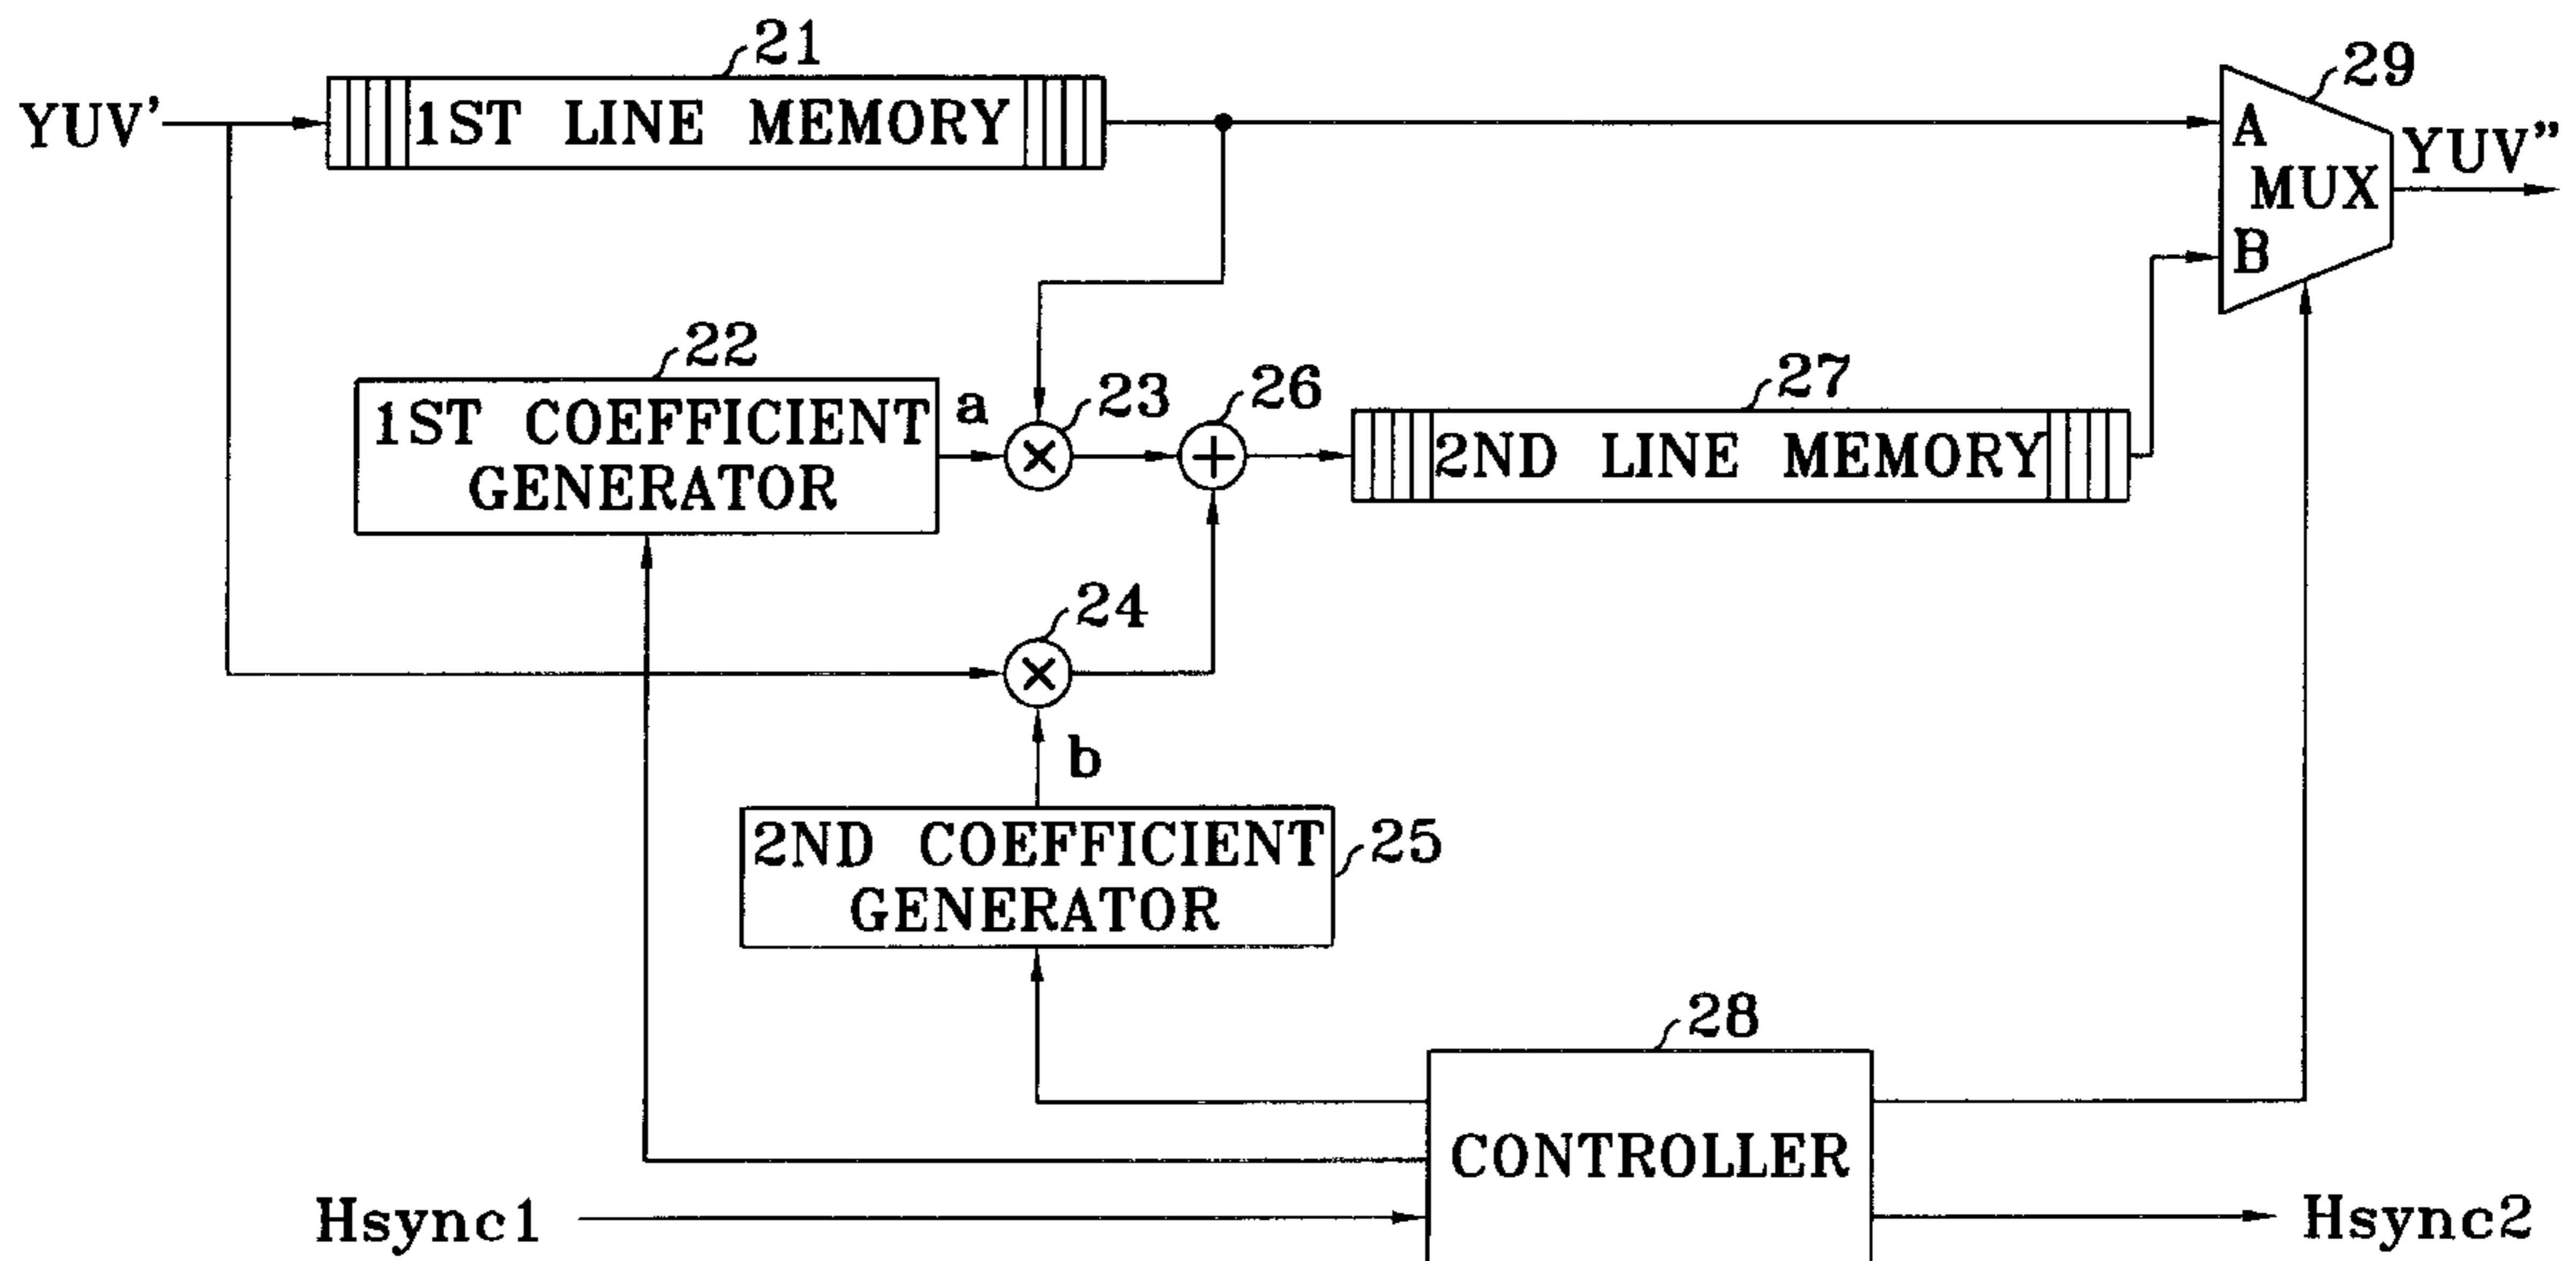 21
29
YUV'
1ST LINE MEMORY
A
MUX
B
YUV"
22
1ST COEFFICIENT
GENERATOR
a
23
26
27
2ND LINE MEMORY
24
b
2ND COEFFICIENT
GENERATOR
25
28
CONTROLLER
Hsync1
Hsync2